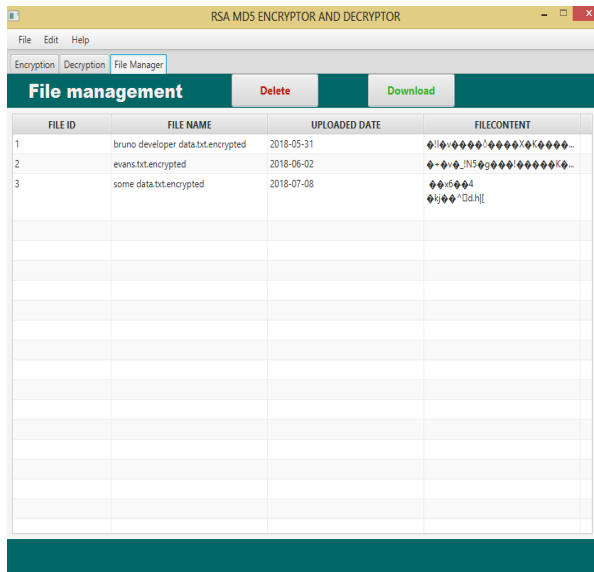 RSA MD5 ENCRYPTOR AND DECRYPTOR
File Edit Help
Encryption Decryption File Manager
File management Delete Download
FILE ID FILE NAME UPLOADED DATE FILECONTENT
1 bruno developer data.txt.encrypted 2018-05-31
2 evans.txt.encrypted 2018-06-02
3 some data.txt.encrypted 2018-07-08